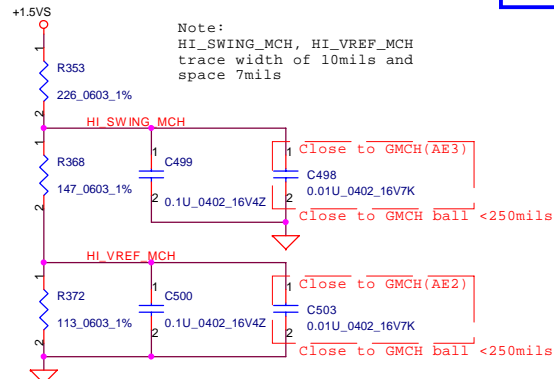 +1.5VS
Note:
HI_SWING_MCH, HI_VREF_MCH
trace width of 10mils and
space 7mils
1
R353
226_0603_1%
2
HI_SWING_MCH
1
R368
147_0603_1%
2
1
C499
2
0.1U_0402_16V4Z
Close to GMCH(AE3)
1
C498
0.01U_0402_16V7K
2
Close to GMCH ball <250mils
HI_VREF_MCH
1
R372
113_0603_1%
2
1
C500
0.1U_0402_16V4Z
2
Close to GMCH(AE2)
1
C503
0.01U_0402_16V7K
2
Close to GMCH ball <250mils